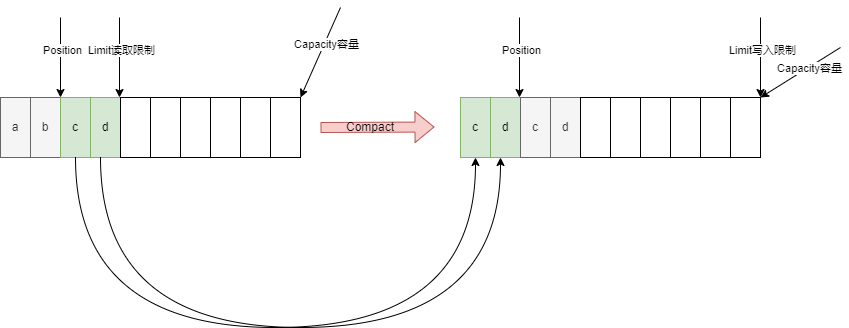 Position
Limit读取限制
Capacity容量
a
b
c
d
Compact
Position
Limit写入限制
Capacity容量
c
d
c
d